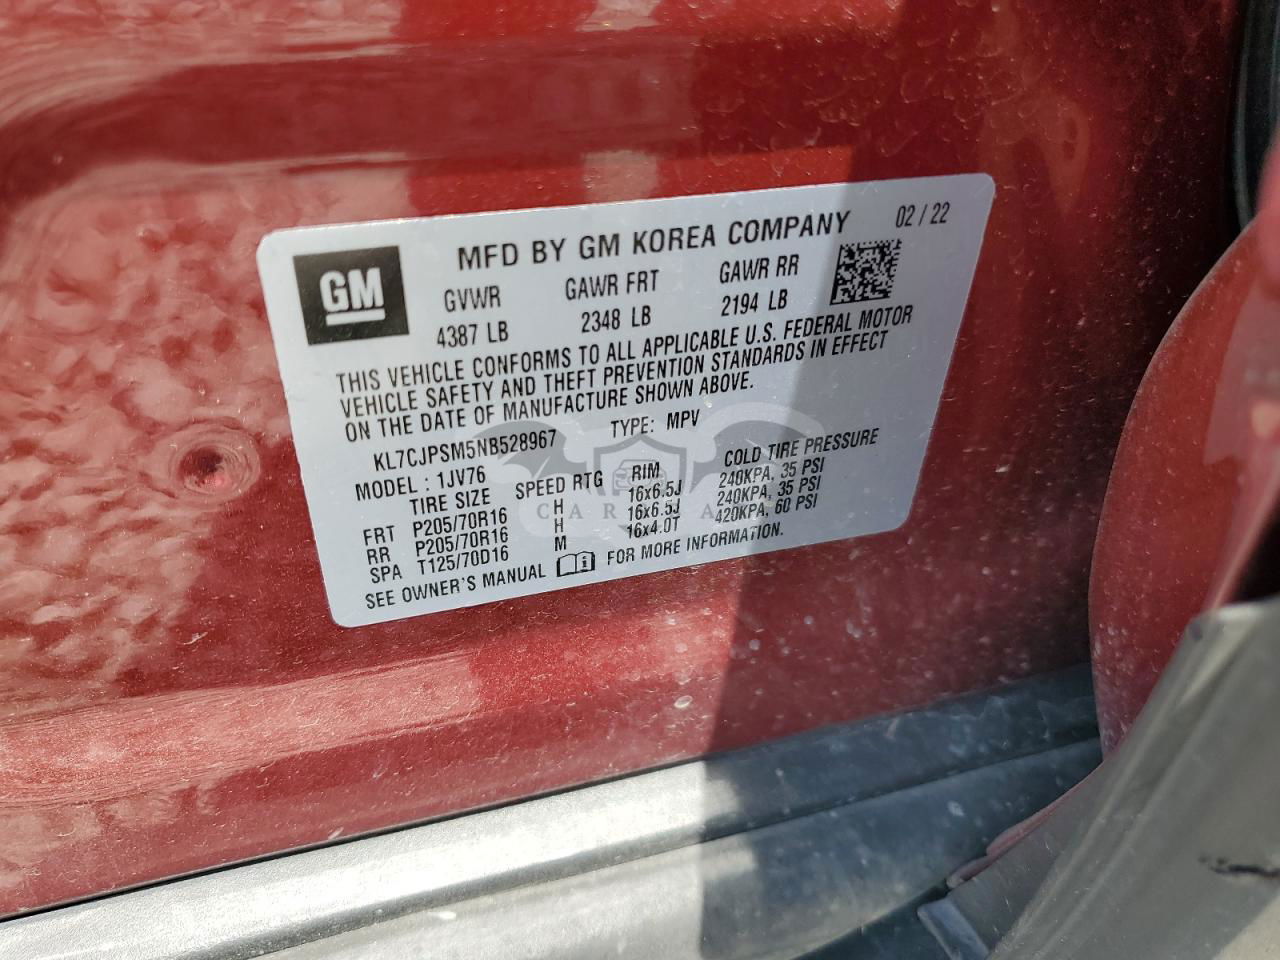 MFD BY GM KOREA COMPANY 02 / 22
GM
GVWR GAWR FRT GAWR RR
4387 LB 2348 LB 2194 LB
THIS VEHICLE CONFORMS TO ALL APPLICABLE U.S. FEDERAL MOTOR
VEHICLE SAFETY AND THEFT PREVENTION STANDARDS IN EFFECT
ON THE DATE OF MANUFACTURE SHOWN ABOVE.
KL7CJPSM5NB528967 TYPE: MPV
MODEL : 1JV76
TIRE SIZE SPEED RTG RIM COLD TIRE PRESSURE
FRT P205/70R16 H 16x6.5J 240KPA, 35 PSI
RR P205/70R16 H 16x6.5J 240KPA, 35 PSI
SPA T125/70D16 M 16x4.0T 420KPA, 60 PSI
SEE OWNER'S MANUAL i FOR MORE INFORMATION.